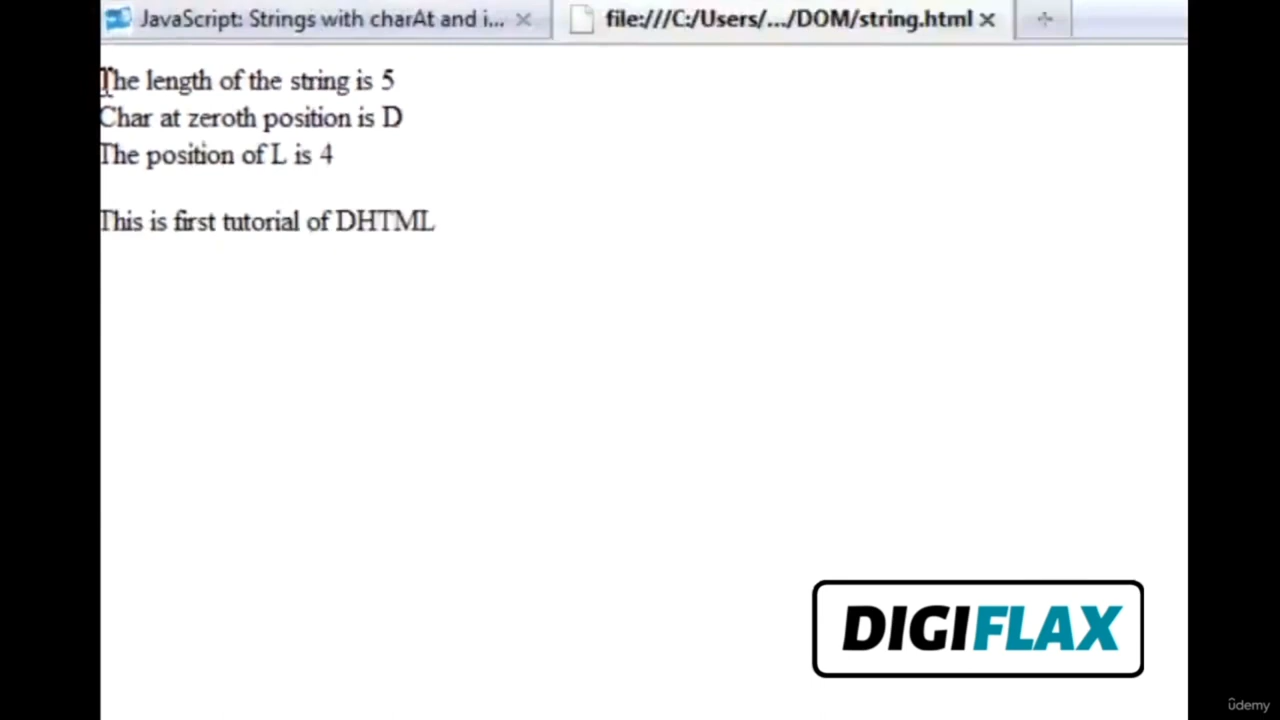 JavaScript: Strings with charAt and i...
file:///C:/Users/.../DOM/string.html
The length of the string is 5
Char at zeroth position is D
The position of L is 4
This is first tutorial of DHTML
DIGIFLAX
ûdemy